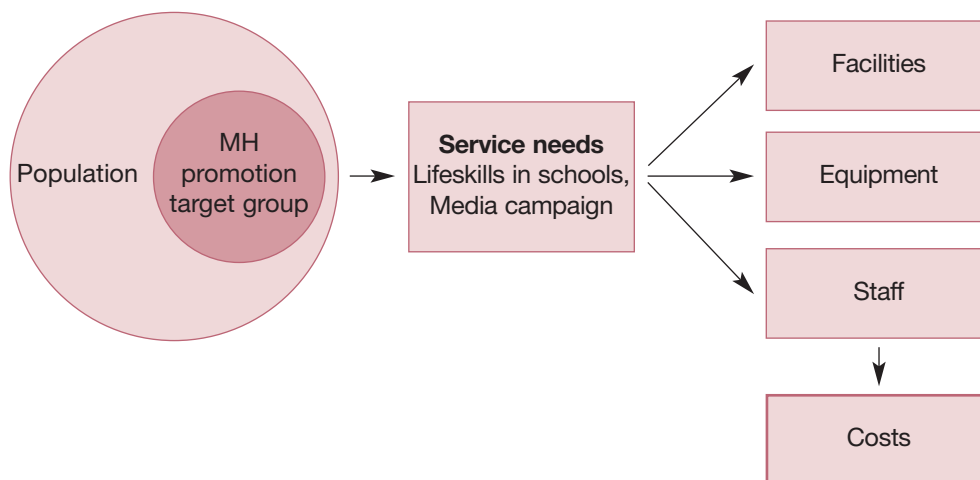 Population
MH
promotion
target group
Service needs
Lifeskills in schools,
Media campaign
Facilities
Equipment
Staff
Costs